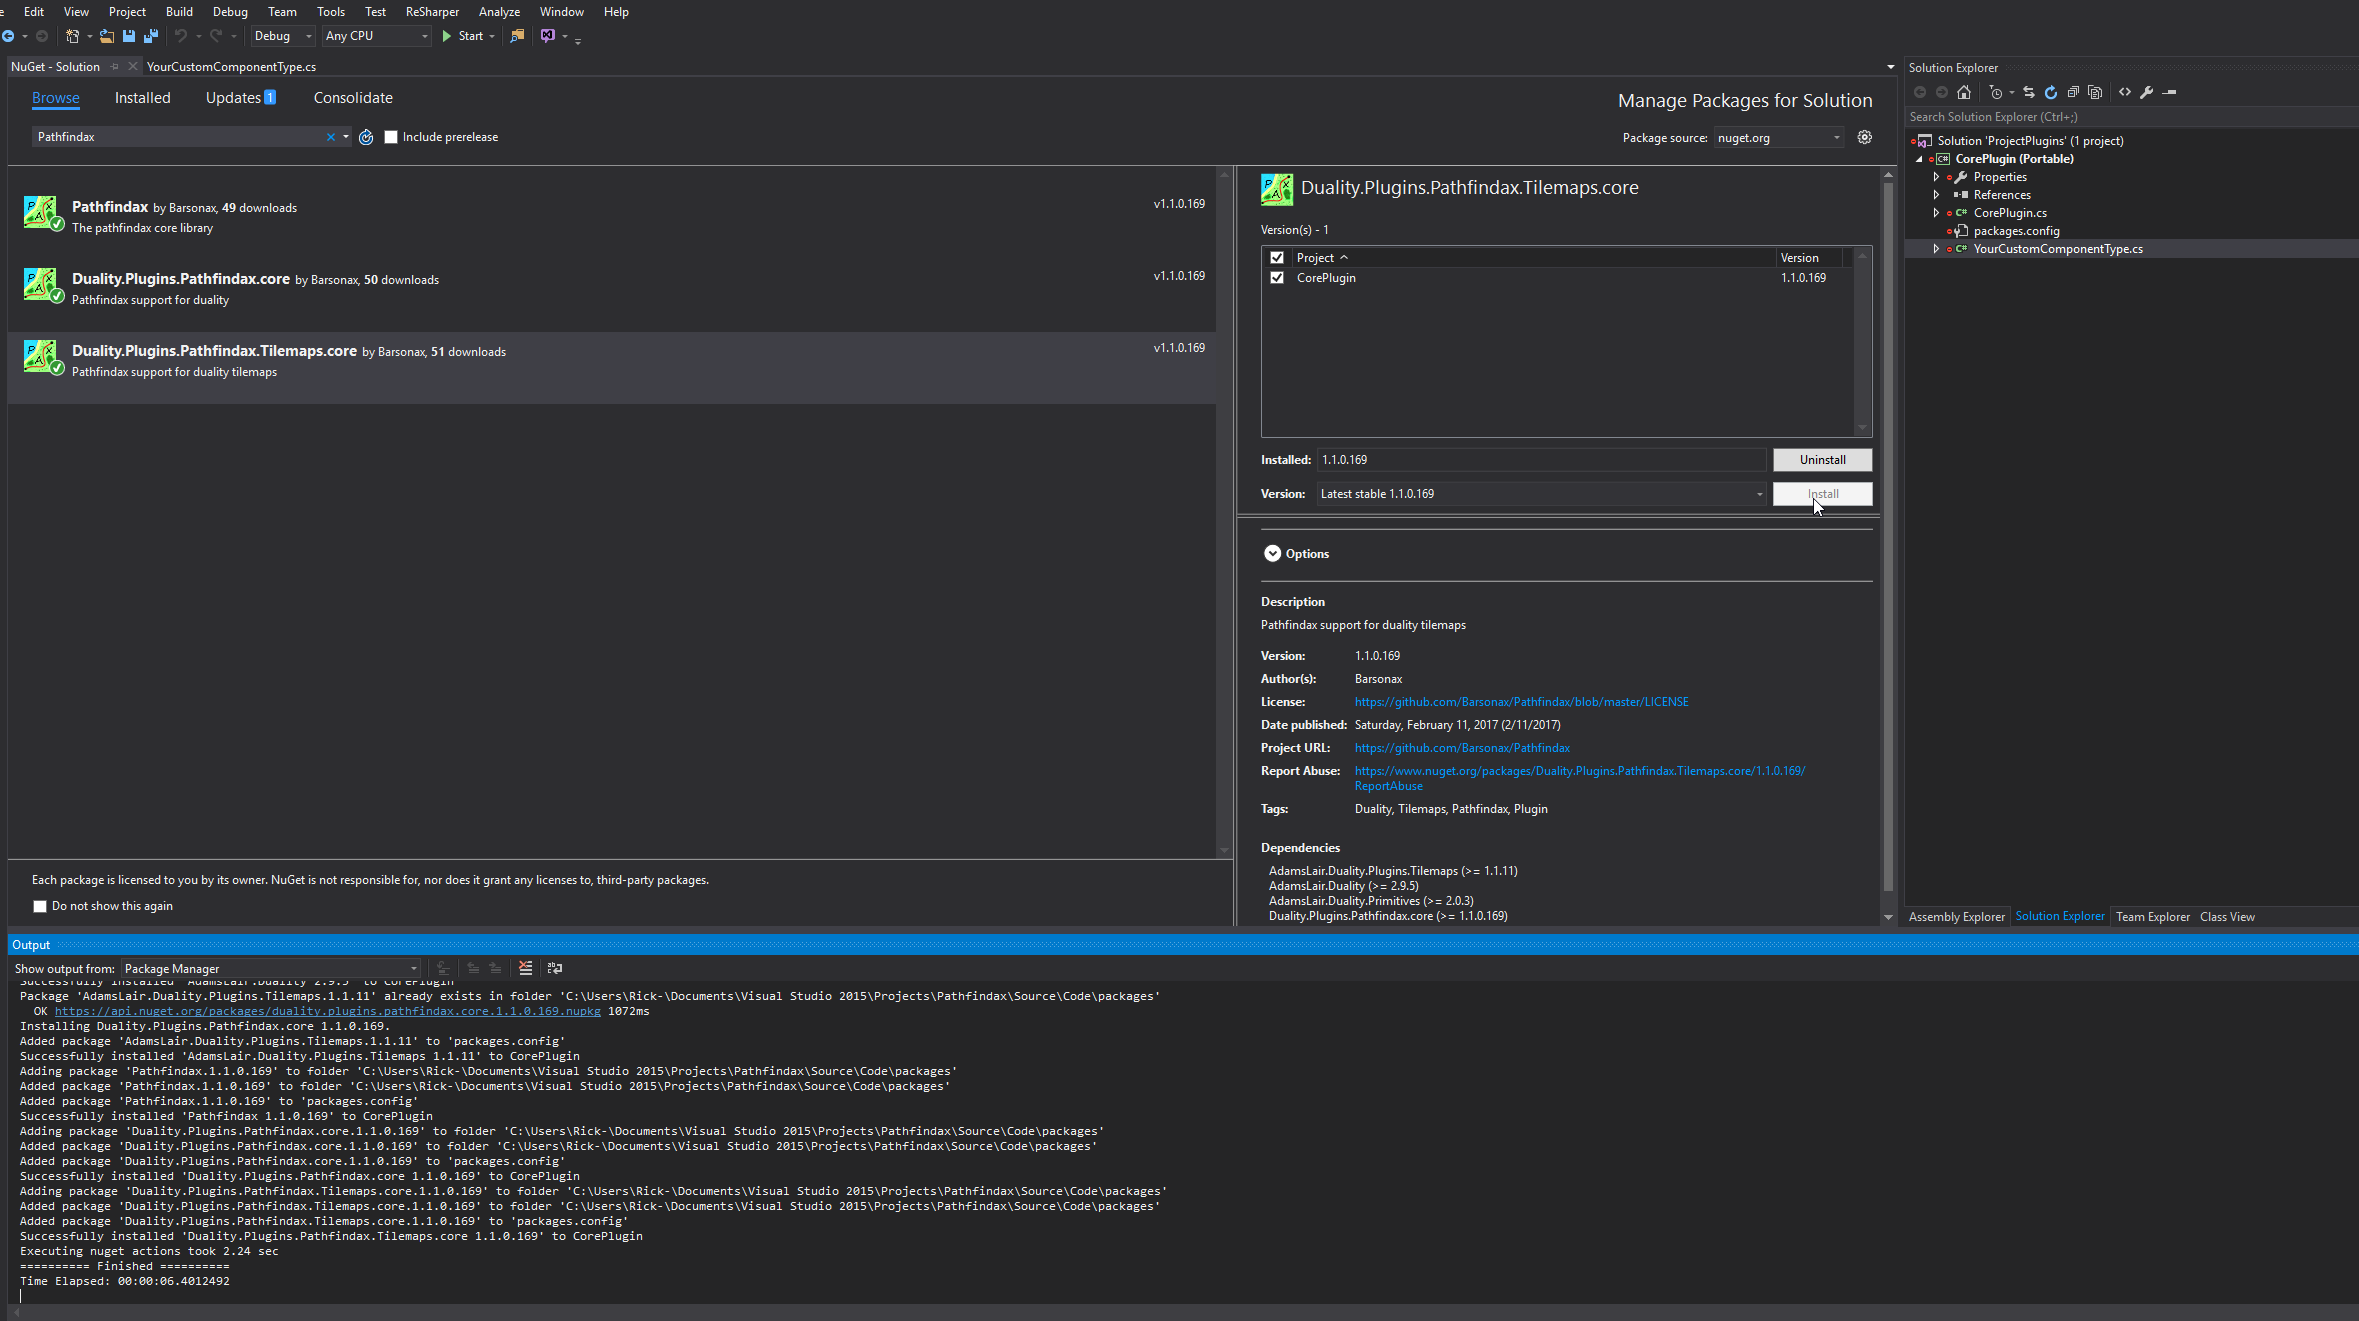 Edit View Project Build Debug Team Tools Test ReSharper Analyze Window Help
Debug Any CPU Start
NuGet - Solution YourCustomComponentType.cs
Browse Installed Updates 1 Consolidate
Manage Packages for Solution
Pathfindax Include prerelease
Package source: nuget.org
Pathfindax by Barsonax, 49 downloads v1.1.0.169
The pathfindax core library
Duality.Plugins.Pathfindax.core by Barsonax, 50 downloads v1.1.0.169
Pathfindax support for duality
Duality.Plugins.Pathfindax.Tilemaps.core by Barsonax, 51 downloads v1.1.0.169
Pathfindax support for duality tilemaps
Each package is licensed to you by its owner. NuGet is not responsible for, nor does it grant any licenses to, third-party packages.
Do not show this again
Duality.Plugins.Pathfindax.Tilemaps.core
Version(s) - 1
Project Version
CorePlugin 1.1.0.169
Installed: 1.1.0.169 Uninstall
Version: Latest stable 1.1.0.169 Install
Options
Description
Pathfindax support for duality tilemaps
Version: 1.1.0.169
Author(s): Barsonax
License: https://github.com/Barsonax/Pathfindax/blob/master/LICENSE
Date published: Saturday, February 11, 2017 (2/11/2017)
Project URL: https://github.com/Barsonax/Pathfindax
Report Abuse: https://www.nuget.org/packages/Duality.Plugins.Pathfindax.Tilemaps.core/1.1.0.169/
ReportAbuse
Tags: Duality, Tilemaps, Pathfindax, Plugin
Dependencies
AdamsLair.Duality.Plugins.Tilemaps (>= 1.1.11)
AdamsLair.Duality (>= 2.9.5)
AdamsLair.Duality.Primitives (>= 2.0.3)
Duality.Plugins.Pathfindax.core (>= 1.1.0.169)
Solution Explorer
Search Solution Explorer (Ctrl+;)
Solution 'ProjectPlugins' (1 project)
CorePlugin (Portable)
Properties
References
CorePlugin.cs
packages.config
YourCustomComponentType.cs
Assembly Explorer Solution Explorer Team Explorer Class View
Output
Show output from: Package Manager
Successfully installed 'AdamsLair.Duality 2.9.5' to CorePlugin
Package 'AdamsLair.Duality.Plugins.Tilemaps.1.1.11' already exists in folder 'C:\Users\Rick-\Documents\Visual Studio 2015\Projects\Pathfindax\Source\Code\packages'
OK https://api.nuget.org/packages/duality.plugins.pathfindax.core.1.1.0.169.nupkg 1072ms
Installing Duality.Plugins.Pathfindax.core 1.1.0.169.
Added package 'AdamsLair.Duality.Plugins.Tilemaps.1.1.11' to 'packages.config'
Successfully installed 'AdamsLair.Duality.Plugins.Tilemaps 1.1.11' to CorePlugin
Adding package 'Pathfindax.1.1.0.169' to folder 'C:\Users\Rick-\Documents\Visual Studio 2015\Projects\Pathfindax\Source\Code\packages'
Added package 'Pathfindax.1.1.0.169' to folder 'C:\Users\Rick-\Documents\Visual Studio 2015\Projects\Pathfindax\Source\Code\packages'
Added package 'Pathfindax.1.1.0.169' to 'packages.config'
Successfully installed 'Pathfindax 1.1.0.169' to CorePlugin
Adding package 'Duality.Plugins.Pathfindax.core.1.1.0.169' to folder 'C:\Users\Rick-\Documents\Visual Studio 2015\Projects\Pathfindax\Source\Code\packages'
Added package 'Duality.Plugins.Pathfindax.core.1.1.0.169' to folder 'C:\Users\Rick-\Documents\Visual Studio 2015\Projects\Pathfindax\Source\Code\packages'
Added package 'Duality.Plugins.Pathfindax.core.1.1.0.169' to 'packages.config'
Successfully installed 'Duality.Plugins.Pathfindax.core 1.1.0.169' to CorePlugin
Adding package 'Duality.Plugins.Pathfindax.Tilemaps.core.1.1.0.169' to folder 'C:\Users\Rick-\Documents\Visual Studio 2015\Projects\Pathfindax\Source\Code\packages'
Added package 'Duality.Plugins.Pathfindax.Tilemaps.core.1.1.0.169' to folder 'C:\Users\Rick-\Documents\Visual Studio 2015\Projects\Pathfindax\Source\Code\packages'
Added package 'Duality.Plugins.Pathfindax.Tilemaps.core.1.1.0.169' to 'packages.config'
Successfully installed 'Duality.Plugins.Pathfindax.Tilemaps.core 1.1.0.169' to CorePlugin
Executing nuget actions took 2.24 sec
========== Finished ==========
Time Elapsed: 00:00:06.4012492